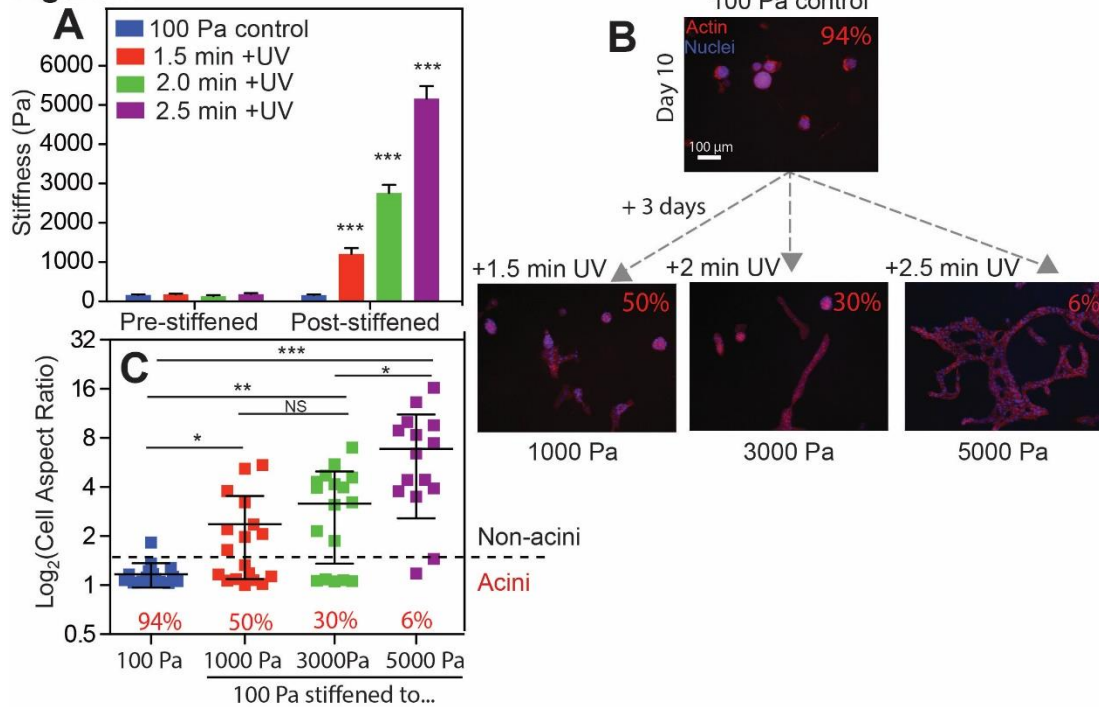 A
100 Pa control
1.5 min +UV
2.0 min +UV
2.5 min +UV
Stiffness (Pa)
6000
5000
4000
3000
2000
1000
0
***
***
***
Pre-stiffened
Post-stiffened
B
100 Pa control
Day 10
Actin
Nuclei
94%
100 µm
+ 3 days
+1.5 min UV
+2 min UV
+2.5 min UV
50%
30%
6%
1000 Pa
3000 Pa
5000 Pa
C
Log₂(Cell Aspect Ratio)
32
16
8
4
2
1
0.5
***
*
**
NS
*
Non-acini
Acini
94%
50%
30%
6%
100 Pa
1000 Pa
3000Pa
5000 Pa
100 Pa stiffened to...